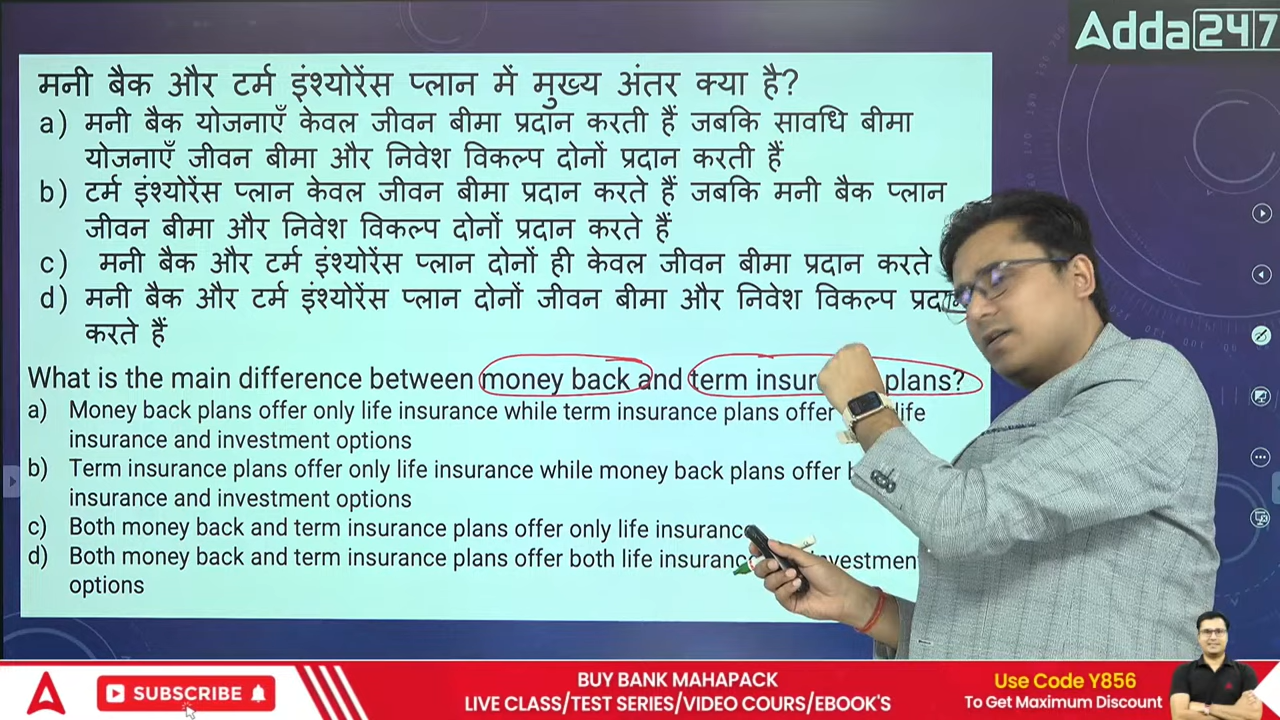 Adda247
मनी बैक और टर्म इंश्योरेंस प्लान में मुख्य अंतर क्या है?
a) मनी बैक योजनाएँ केवल जीवन बीमा प्रदान करती हैं जबकि सावधि बीमा
योजनाएँ जीवन बीमा और निवेश विकल्प दोनों प्रदान करती हैं
b) टर्म इंश्योरेंस प्लान केवल जीवन बीमा प्रदान करते हैं जबकि मनी बैक प्लान
जीवन बीमा और निवेश विकल्प दोनों प्रदान करते हैं
c) मनी बैक और टर्म इंश्योरेंस प्लान दोनों ही केवल जीवन बीमा प्रदान करते
d) मनी बैक और टर्म इंश्योरेंस प्लान दोनों जीवन बीमा और निवेश विकल्प
करते हैं
What is the main difference between money back and term plans?
a) Money back plans offer only life insurance while term insurance plans offer life
insurance and investment options
b) Term insurance plans offer only life insurance while money back plans offer
insurance and investment options
c) Both money back and term insurance plans offer only life insurance
d) Both money back and term insurance plans offer both life
options
SUBSCRIBE
BUY BANK MAHAPACK
LIVE CLASS/TEST SERIES/VIDEO COURS/EBOOK'S
Use Code Y856
To Get Maximum Discount